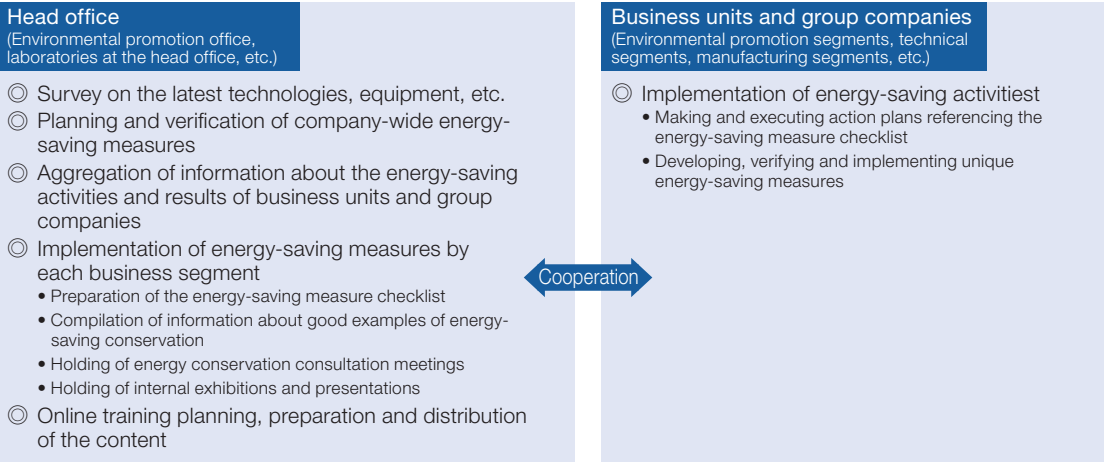 Head office
(Environmental promotion office,
laboratories at the head office, etc.)
◎ Survey on the latest technologies, equipment, etc.
◎ Planning and verification of company-wide energy-
saving measures
◎ Aggregation of information about the energy-saving
activities and results of business units and group
companies
◎ Implementation of energy-saving measures by
each business segment
• Preparation of the energy-saving measure checklist
• Compilation of information about good examples of energy-
saving conservation
• Holding of energy conservation consultation meetings
• Holding of internal exhibitions and presentations
◎ Online training planning, preparation and distribution
of the content
Cooperation
Business units and group companies
(Environmental promotion segments, technical
segments, manufacturing segments, etc.)
◎ Implementation of energy-saving activitiest
• Making and executing action plans referencing the
energy-saving measure checklist
• Developing, verifying and implementing unique
energy-saving measures